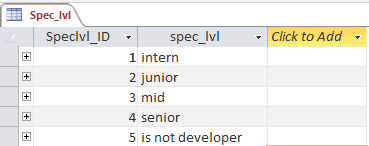 Spec_lvl
Speclvl_ID spec_lvl Click to Add
1 intern
2 junior
3 mid
4 senior
5 is not developer